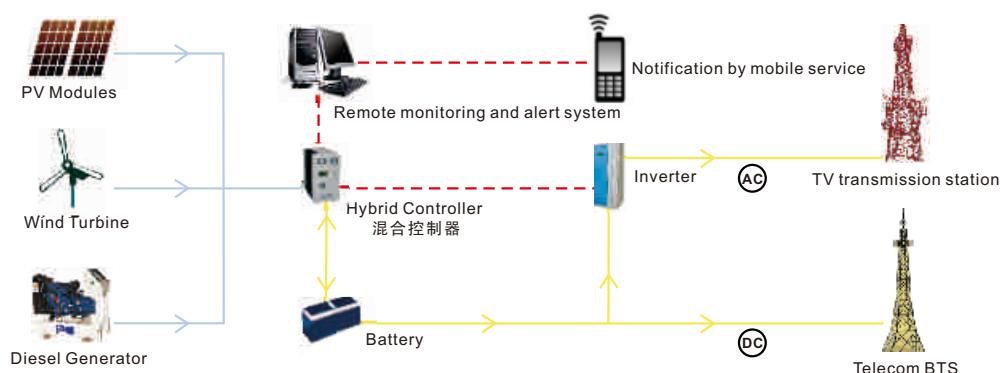 PV Modules
Remote monitoring and alert system
Notification by mobile service
Wind Turbine
Hybrid Controller
混合控制器
Inverter
AC
TV transmission station
Diesel Generator
Battery
DC
Telecom BTS